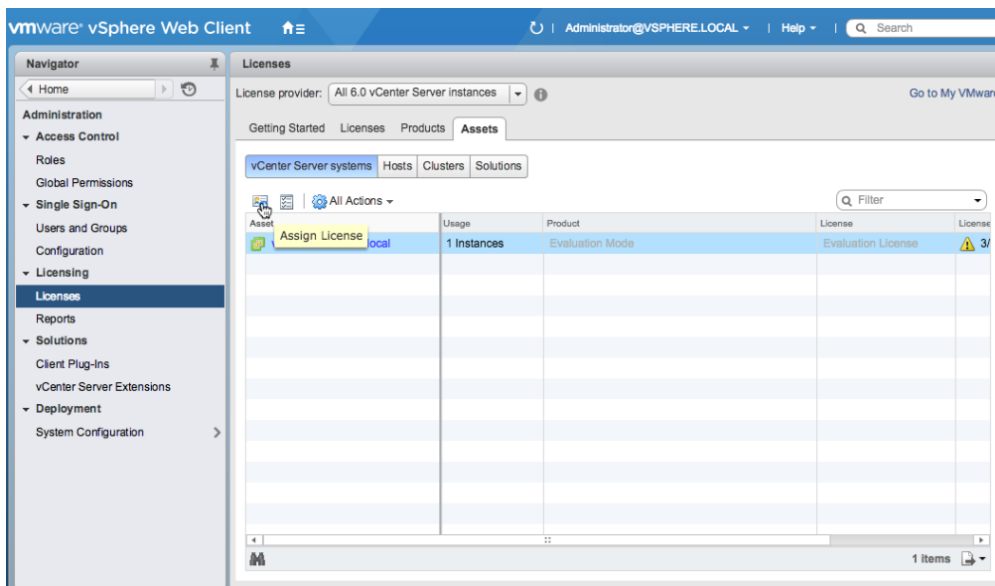 vmware® vSphere Web Client
Administrator@VSPHERE.LOCAL
Help
Search
Navigator
Home
Administration
Access Control
Roles
Global Permissions
Single Sign-On
Users and Groups
Configuration
Licensing
Licenses
Reports
Solutions
Client Plug-Ins
vCenter Server Extensions
Deployment
System Configuration
Licenses
License provider: All 6.0 vCenter Server instances
Go to My VMwar
Getting Started Licenses Products Assets
vCenter Server systems Hosts Clusters Solutions
All Actions
Filter
Asset Usage Product License License
Assign License
local 1 Instances Evaluation Mode Evaluation License 3/
1 items